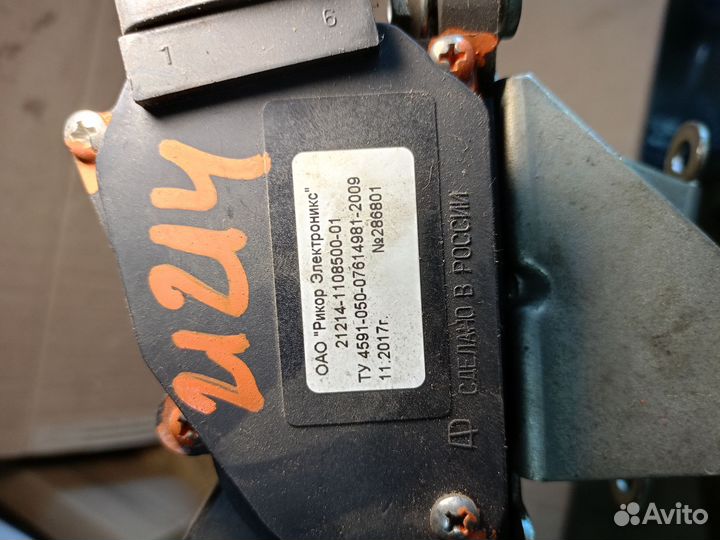 1 6
21214
ОАО "Рикор Электроникс"
21214-1108500-01
ТУ 4591-050-07614981-2009
11.2017г. №286801
СДЕЛАНО В РОССИИ
Avito